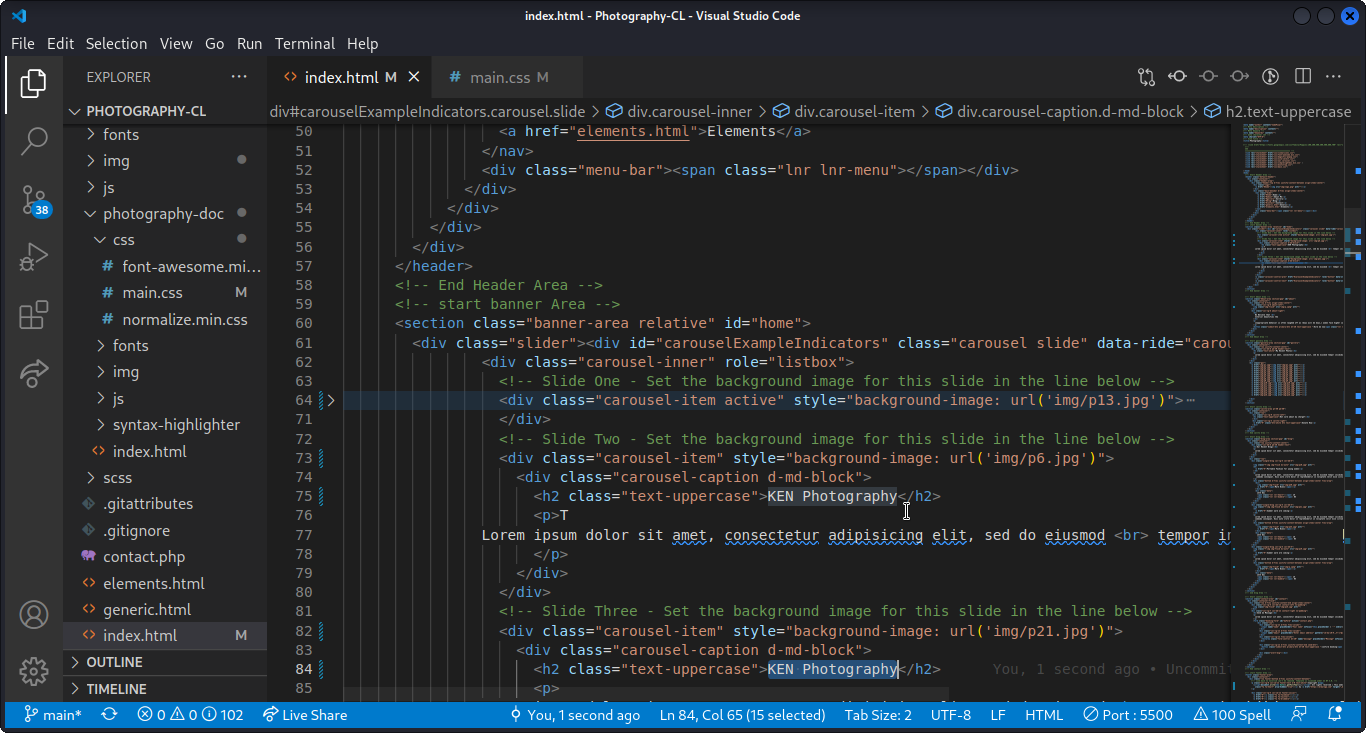 index.html - Photography-CL - Visual Studio Code
File Edit Selection View Go Run Terminal Help
EXPLORER
index.html M
# main.css M
PHOTOGRAPHY-CL
div#carouselExampleIndicators.carousel.slide > div.carousel-inner > div.carousel-item > div.carousel-caption.d-md-block > h2.text-uppercase
fonts
img
js
photography-doc
css
# font-awesome.mi...
# main.css M
# normalize.min.css
fonts
img
js
syntax-highlighter
index.html
scss
.gitattributes
.gitignore
contact.php
elements.html
generic.html
index.html M
OUTLINE
TIMELINE
38
50 <a href="elements.html">Elements</a>
51 </nav>
52 <div class="menu-bar"><span class="lnr lnr-menu"></span></div>
53 </div>
54 </div>
55 </div>
56 </div>
57 </header>
58 <!-- End Header Area -->
59 <!-- start banner Area -->
60 <section class="banner-area relative" id="home">
61 <div class="slider"><div id="carouselExampleIndicators" class="carousel slide" data-ride="carou
62 <div class="carousel-inner" role="listbox">
63 <!-- Slide One - Set the background image for this slide in the line below -->
64 <div class="carousel-item active" style="background-image: url('img/p13.jpg')">⋯
71 </div>
72 <!-- Slide Two - Set the background image for this slide in the line below -->
73 <div class="carousel-item" style="background-image: url('img/p6.jpg')">
74 <div class="carousel-caption d-md-block">
75 <h2 class="text-uppercase">KEN Photography</h2>
76 <p>T
77 Lorem ipsum dolor sit amet, consectetur adipisicing elit, sed do eiusmod <br> tempor in
78 </p>
79 </div>
80 </div>
81 <!-- Slide Three - Set the background image for this slide in the line below -->
82 <div class="carousel-item" style="background-image: url('img/p21.jpg')">
83 <div class="carousel-caption d-md-block">
84 <h2 class="text-uppercase">KEN Photography</h2> You, 1 second ago • Uncommit
85 <p>
main* 0 0 102 Live Share You, 1 second ago Ln 84, Col 65 (15 selected) Tab Size: 2 UTF-8 LF HTML Port : 5500 100 Spell